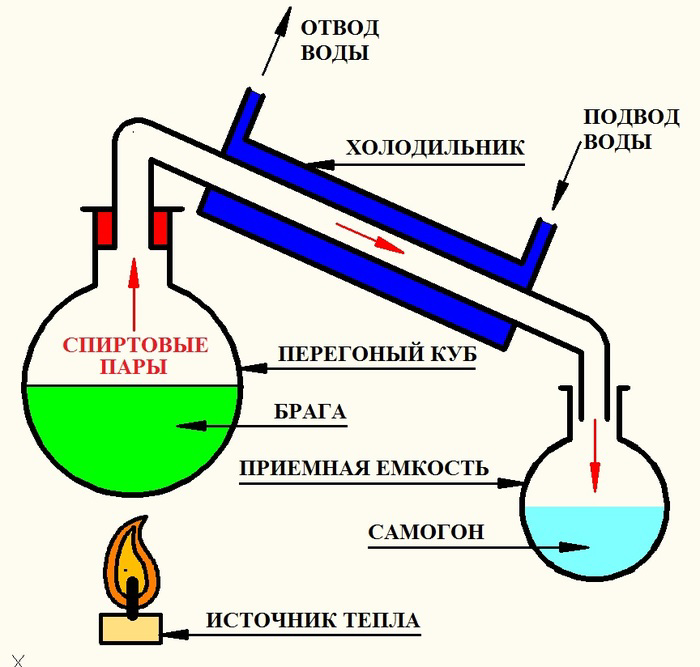 ОТВОД
ВОДЫ
ПОДВОД
ВОДЫ
ХОЛОДИЛЬНИК
СПИРТОВЫЕ
ПАРЫ
ПЕРЕГОНЫЙ КУБ
БРАГА
ПРИЕМНАЯ ЕМКОСТЬ
САМОГОН
ИСТОЧНИК ТЕПЛА
X